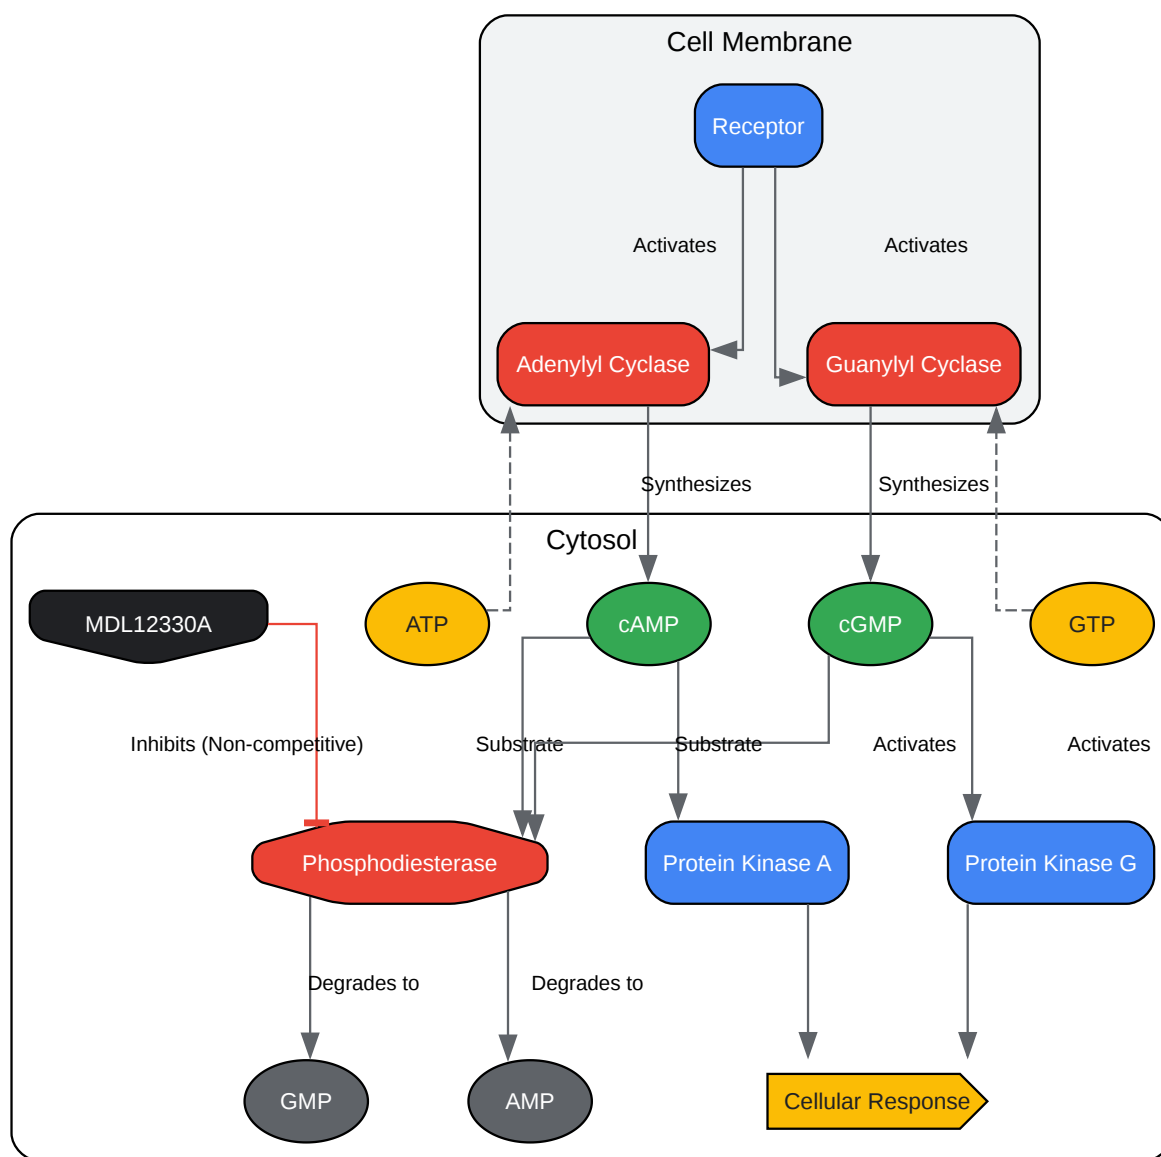 Cell Membrane
Receptor
Activates
Activates
Adenylyl Cyclase
Guanylyl Cyclase
Synthesizes
Synthesizes
Cytosol
MDL12330A
ATP
cAMP
cGMP
GTP
Inhibits (Non-competitive)
Substrate
Substrate
Activates
Activates
Phosphodiesterase
Protein Kinase A
Protein Kinase G
Degrades to
Degrades to
GMP
AMP
Cellular Response